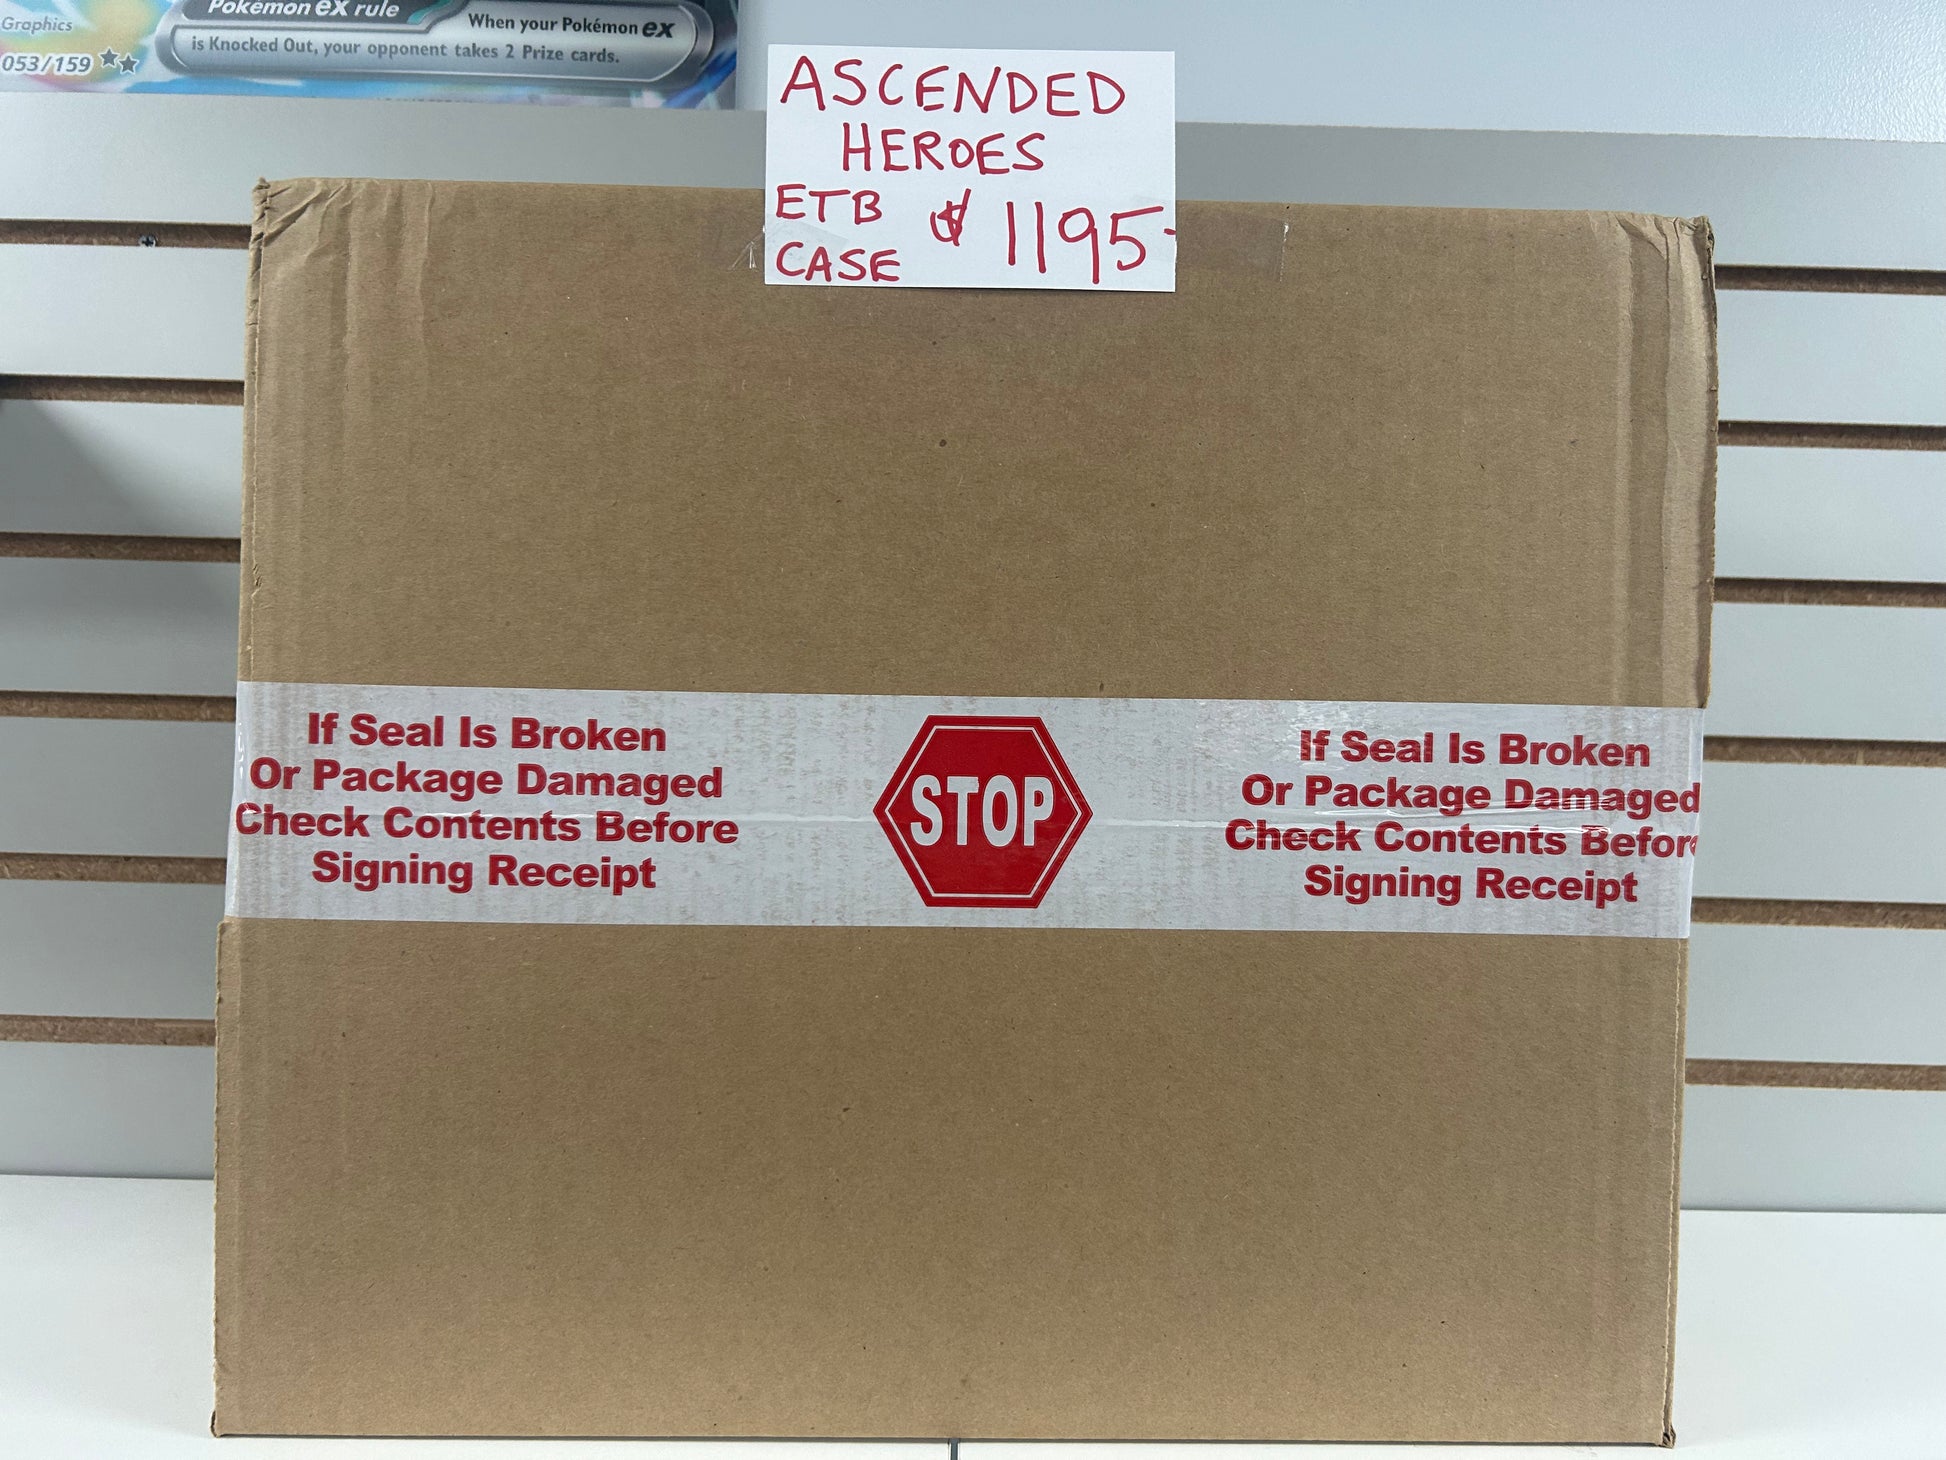 Pokémon ex rule
Graphics
When your Pokémon ex
is Knocked Out, your opponent takes 2 Prize cards.
053/159 ★★
ASCENDED
HEROES
ETB
CASE
$1195-
If Seal Is Broken
Or Package Damaged
Check Contents Before
Signing Receipt
STOP
If Seal Is Broken
Or Package Damaged
Check Contents Before
Signing Receipt